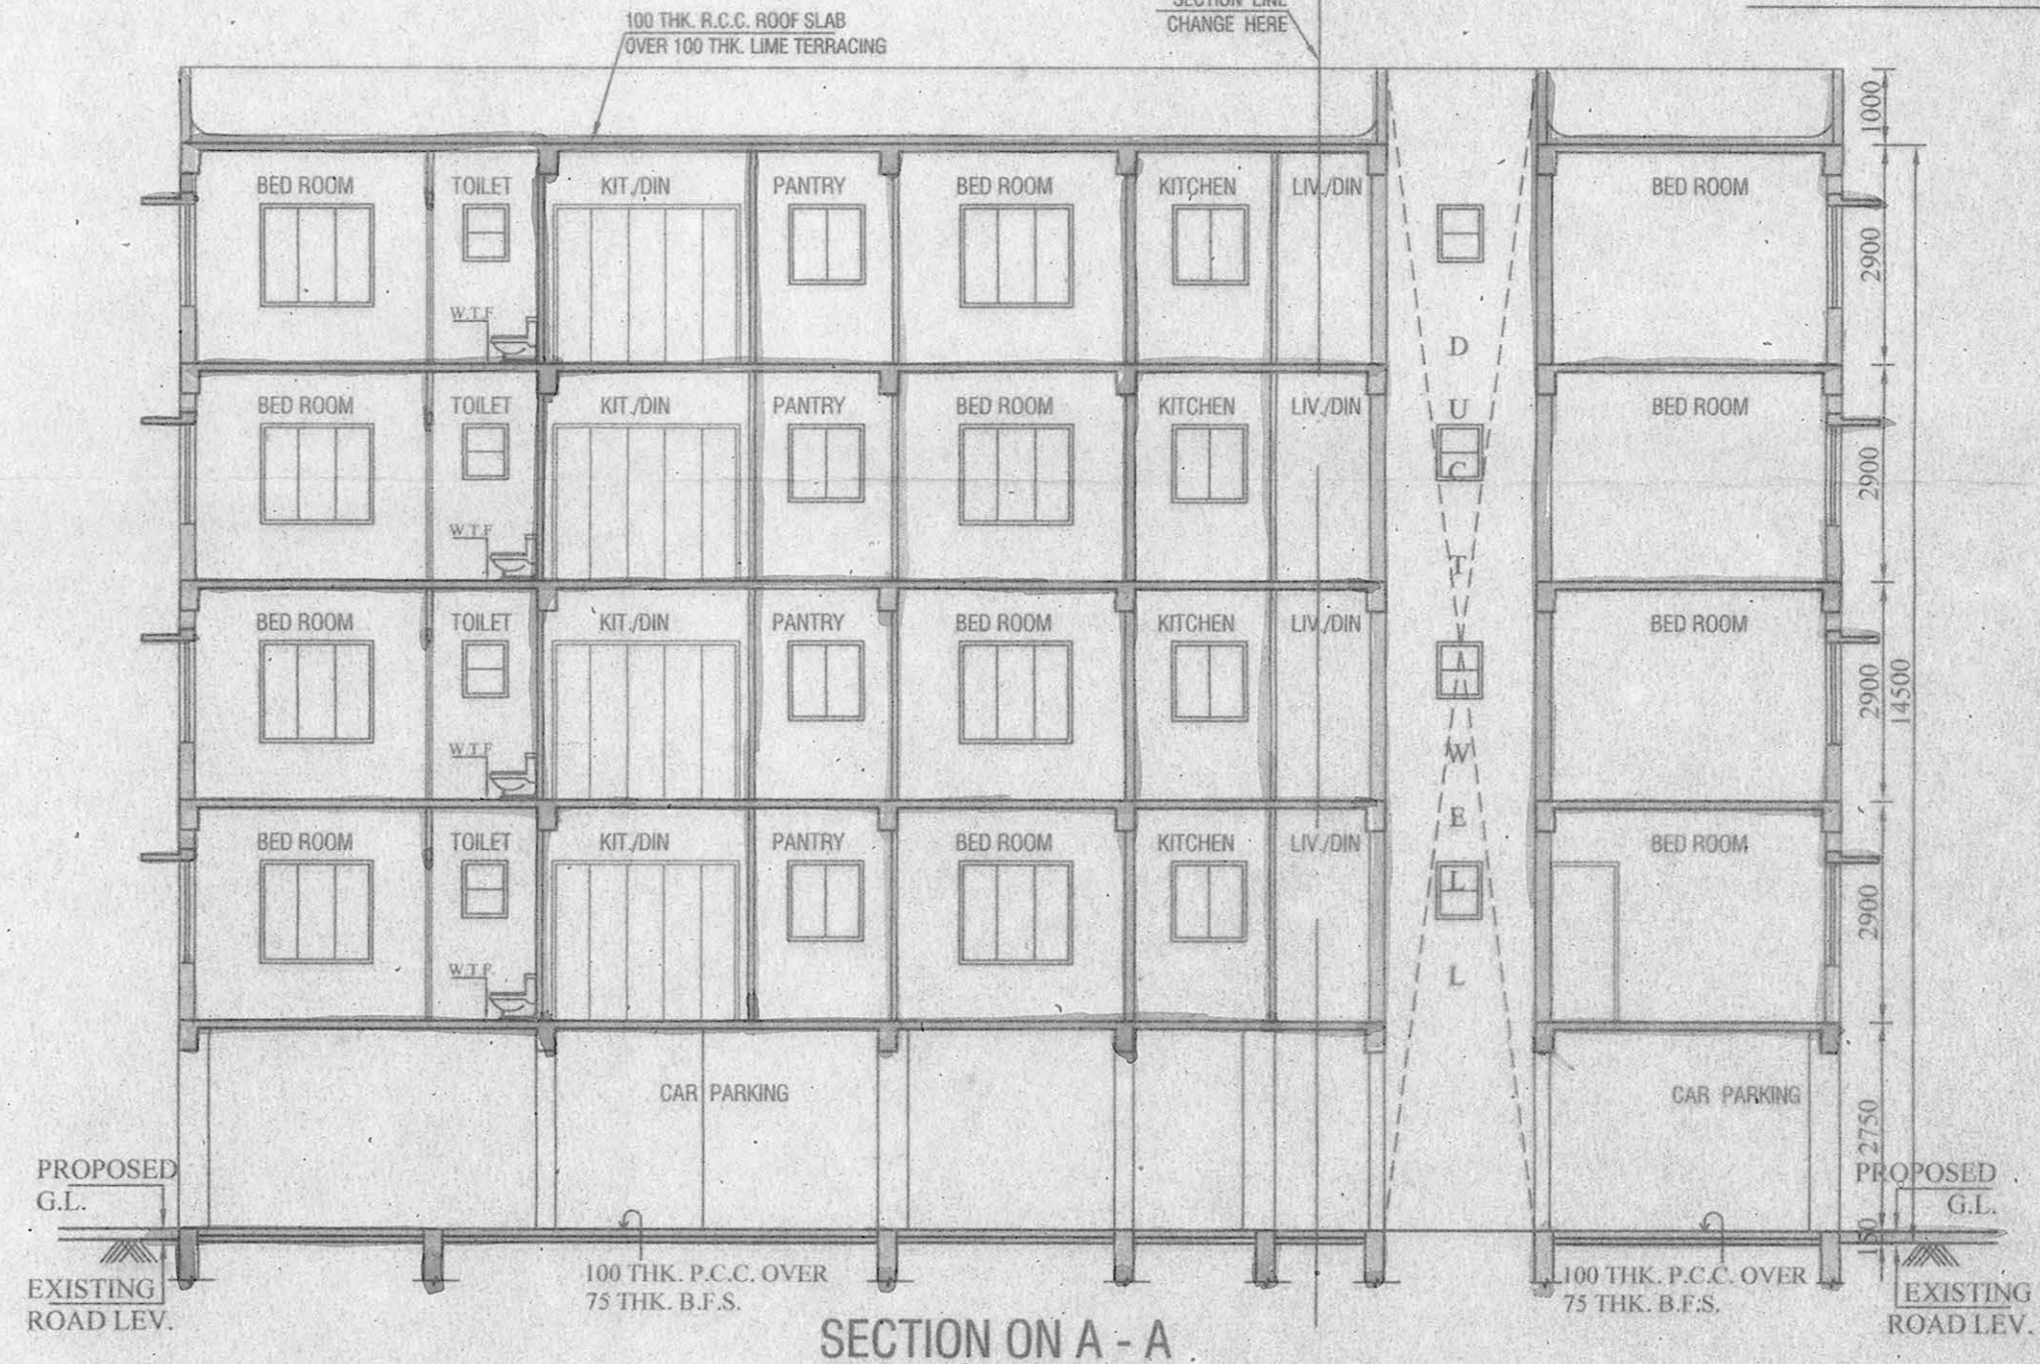 100 THK. R.C.C. ROOF SLAB
OVER 100 THK. LIME TERRACING
SECTION LINE
CHANGE HERE
1000
BED ROOM TOILET KIT./DIN PANTRY BED ROOM KITCHEN LIV./DIN BED ROOM
2900
W.T.F.
BED ROOM TOILET KIT./DIN PANTRY BED ROOM KITCHEN LIV./DIN BED ROOM
2900
W.T.F.
BED ROOM TOILET KIT./DIN PANTRY BED ROOM KITCHEN LIV./DIN BED ROOM
2900
14500
W.T.F.
BED ROOM TOILET KIT./DIN PANTRY BED ROOM KITCHEN LIV./DIN BED ROOM
2900
W.T.F.
D
U
C
T
W
E
L
L
CAR PARKING
CAR PARKING
2750
150
PROPOSED
G.L.
EXISTING
ROAD LEV.
100 THK. P.C.C. OVER
75 THK. B.F.S.
100 THK. P.C.C. OVER
75 THK. B.F.S.
PROPOSED
G.L.
EXISTING
ROAD LEV.
SECTION ON A - A